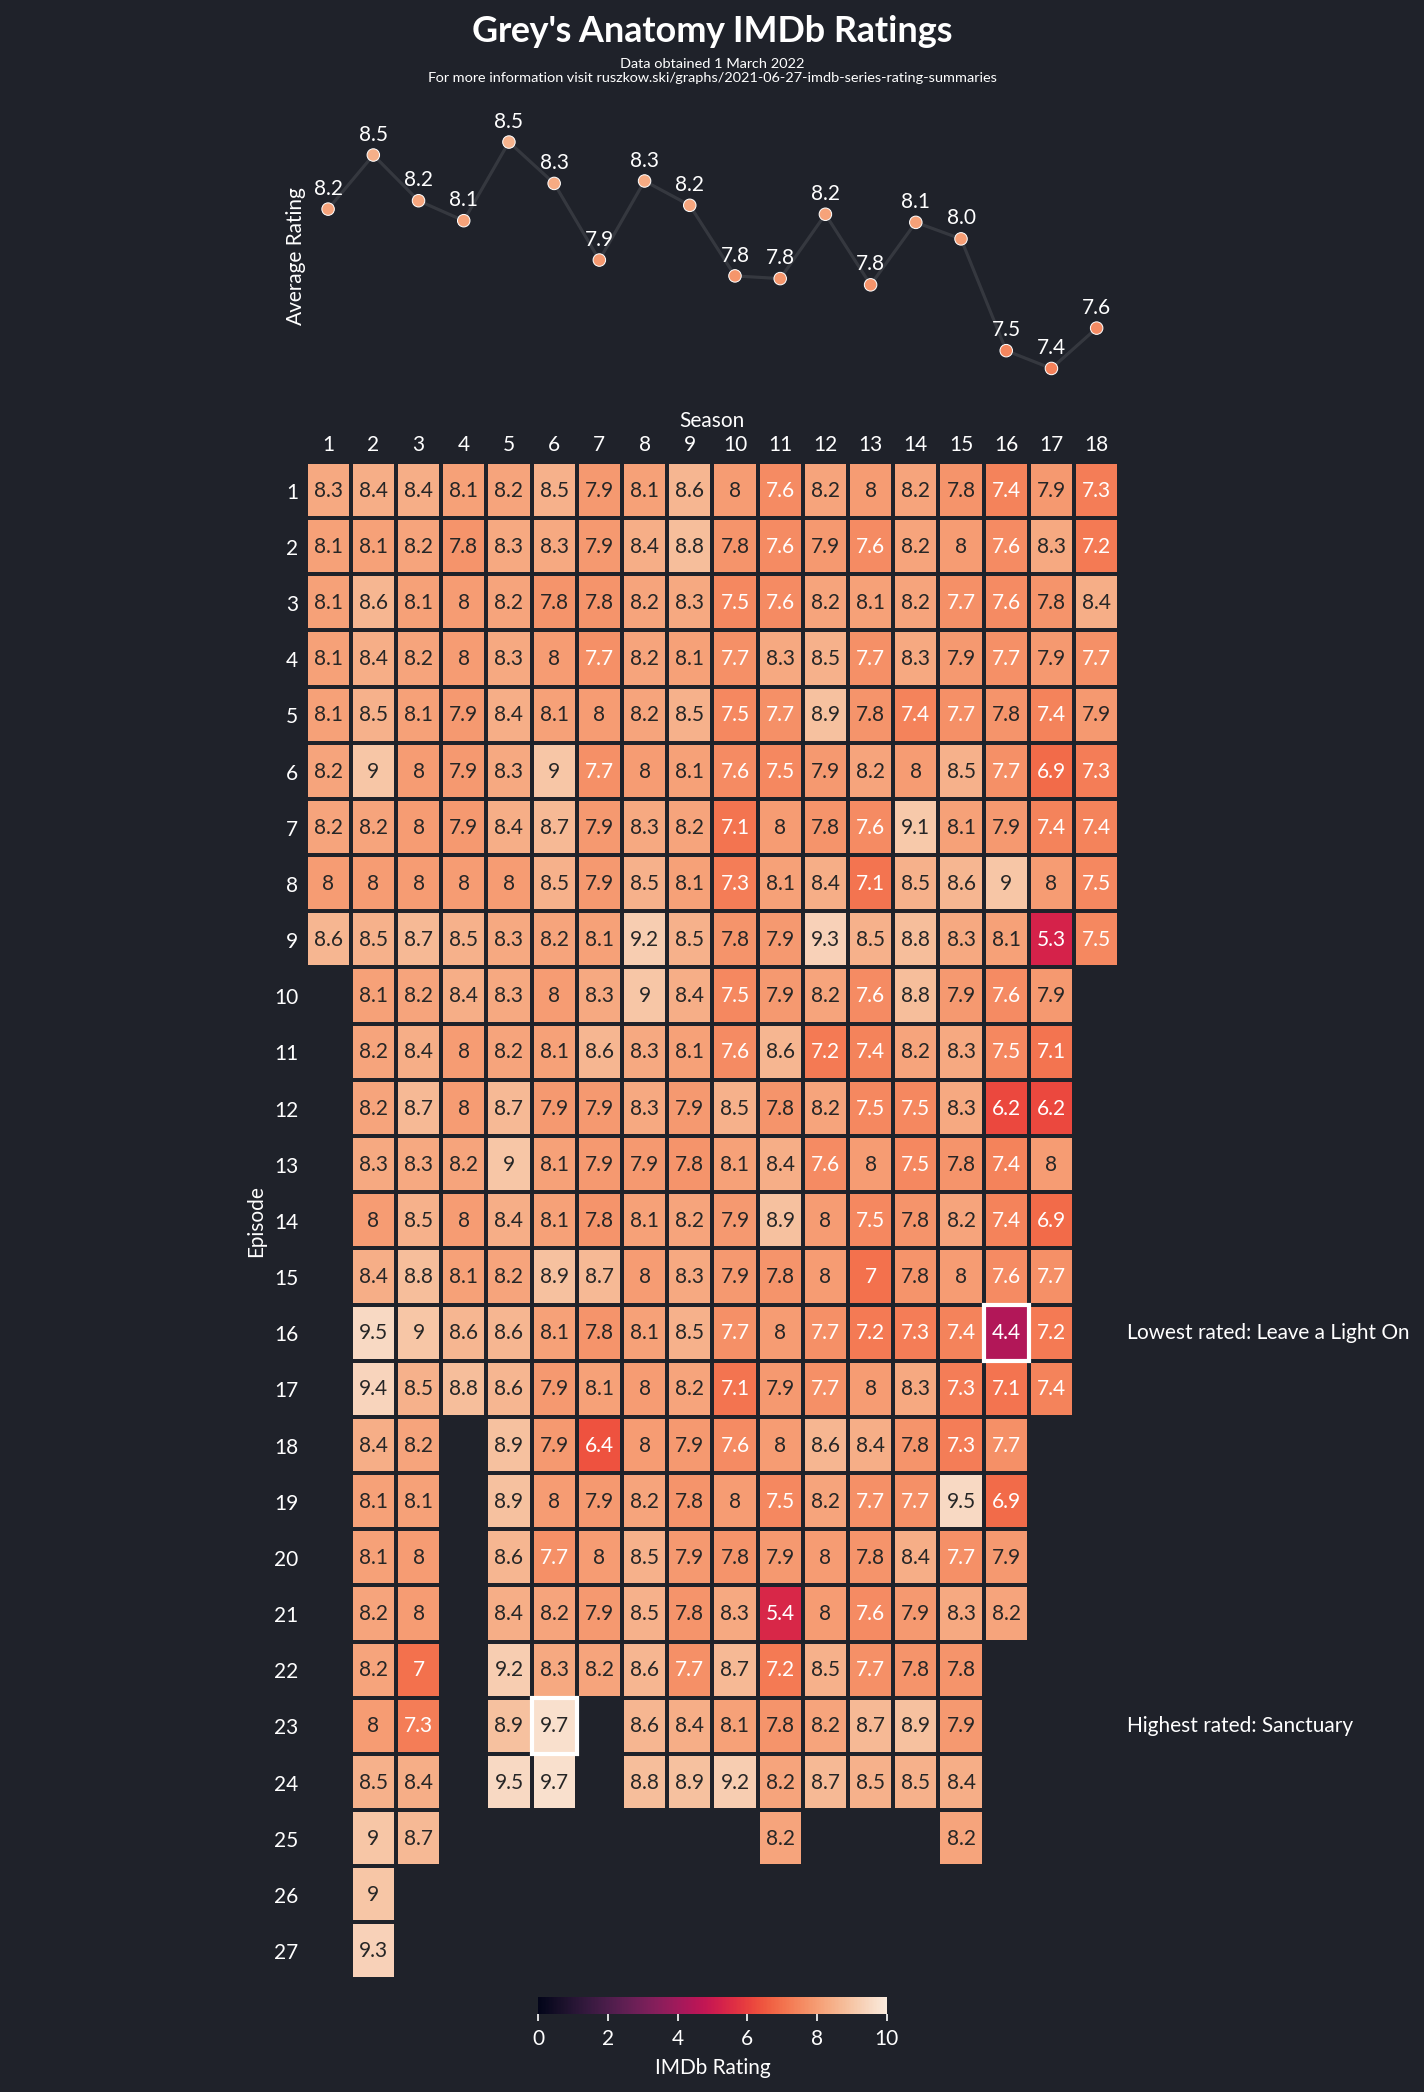 Grey's Anatomy IMDb Ratings
Data obtained 1 March 2022
For more information visit ruszkow.ski/graphs/2021-06-27-imdb-series-rating-summaries
Average Rating
8.2 8.5 8.2 8.1 8.5 8.3 7.9 8.3 8.2 7.8 7.8 8.2 7.8 8.1 8.0 7.5 7.4 7.6
Season
1 2 3 4 5 6 7 8 9 10 11 12 13 14 15 16 17 18
Episode
1 8.3 8.4 8.4 8.1 8.2 8.5 7.9 8.1 8.6 8 7.6 8.2 8 8.2 7.8 7.4 7.9 7.3
2 8.1 8.1 8.2 7.8 8.3 8.3 7.9 8.4 8.8 7.8 7.6 7.9 7.6 8.2 8 7.6 8.3 7.2
3 8.1 8.6 8.1 8 8.2 7.8 7.8 8.2 8.3 7.5 7.6 8.2 8.1 8.2 7.7 7.6 7.8 8.4
4 8.1 8.4 8.2 8 8.3 8 7.7 8.2 8.1 7.7 8.3 8.5 7.7 8.3 7.9 7.7 7.9 7.7
5 8.1 8.5 8.1 7.9 8.4 8.1 8 8.2 8.5 7.5 7.7 8.9 7.8 7.4 7.7 7.8 7.4 7.9
6 8.2 9 8 7.9 8.3 9 7.7 8 8.1 7.6 7.5 7.9 8.2 8 8.5 7.7 6.9 7.3
7 8.2 8.2 8 7.9 8.4 8.7 7.9 8.3 8.2 7.1 8 7.8 7.6 9.1 8.1 7.9 7.4 7.4
8 8 8 8 8 8 8.5 7.9 8.5 8.1 7.3 8.1 8.4 7.1 8.5 8.6 9 8 7.5
9 8.6 8.5 8.7 8.5 8.3 8.2 8.1 9.2 8.5 7.8 7.9 9.3 8.5 8.8 8.3 8.1 5.3 7.5
10 8.1 8.2 8.4 8.3 8 8.3 9 8.4 7.5 7.9 8.2 7.6 8.8 7.9 7.6 7.9
11 8.2 8.4 8 8.2 8.1 8.6 8.3 8.1 7.6 8.6 7.2 7.4 8.2 8.3 7.5 7.1
12 8.2 8.7 8 8.7 7.9 7.9 8.3 7.9 8.5 7.8 8.2 7.5 7.5 8.3 6.2 6.2
13 8.3 8.3 8.2 9 8.1 7.9 7.9 7.8 8.1 8.4 7.6 8 7.5 7.8 7.4 8
14 8 8.5 8 8.4 8.1 7.8 8.1 8.2 7.9 8.9 8 7.5 7.8 8.2 7.4 6.9
15 8.4 8.8 8.1 8.2 8.9 8.7 8 8.3 7.9 7.8 8 7 7.8 8 7.6 7.7
16 9.5 9 8.6 8.6 8.1 7.8 8.1 8.5 7.7 8 7.7 7.2 7.3 7.4 4.4 7.2 Lowest rated: Leave a Light On
17 9.4 8.5 8.8 8.6 7.9 8.1 8 8.2 7.1 7.9 7.7 8 8.3 7.3 7.1 7.4
18 8.4 8.2 8.9 7.9 6.4 8 7.9 7.6 8 8.6 8.4 7.8 7.3 7.7
19 8.1 8.1 8.9 8 7.9 8.2 7.8 8 7.5 8.2 7.7 7.7 9.5 6.9
20 8.1 8 8.6 7.7 8 8.5 7.9 7.8 7.9 8 7.8 8.4 7.7 7.9
21 8.2 8 8.4 8.2 7.9 8.5 7.8 8.3 5.4 8 7.6 7.9 8.3 8.2
22 8.2 7 9.2 8.3 8.2 8.6 7.7 8.7 7.2 8.5 7.7 7.8 7.8
23 8 7.3 8.9 9.7 8.6 8.4 8.1 7.8 8.2 8.7 8.9 7.9 Highest rated: Sanctuary
24 8.5 8.4 9.5 9.7 8.8 8.9 9.2 8.2 8.7 8.5 8.5 8.4
25 9 8.7 8.2 8.2
26 9
27 9.3
0 2 4 6 8 10
IMDb Rating